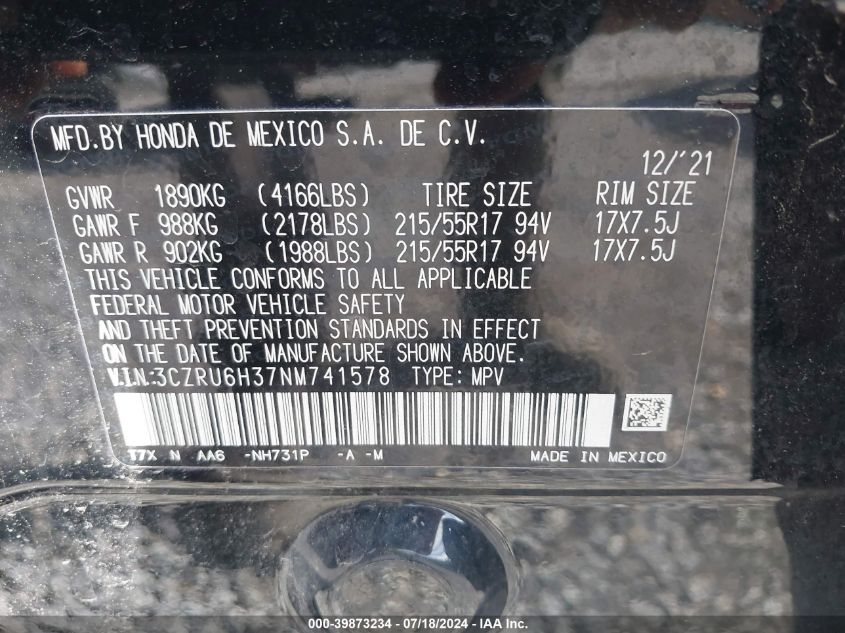 MFD.BY HONDA DE MEXICO S.A. DE C.V.
12/'21
GVWR 1890KG (4166LBS) TIRE SIZE RIM SIZE
GAWR F 988KG (2178LBS) 215/55R17 94V 17X7.5J
GAWR R 902KG (1988LBS) 215/55R17 94V 17X7.5J
THIS VEHICLE CONFORMS TO ALL APPLICABLE
FEDERAL MOTOR VEHICLE SAFETY
AND THEFT PREVENTION STANDARDS IN EFFECT
ON THE DATE OF MANUFACTURE SHOWN ABOVE.
V.I.N.:3CZRU6H37NM741578 TYPE: MPV
T7X N AA6 -NH731P -A -M MADE IN MEXICO
000-39873234 - 07/18/2024 - IAA Inc.